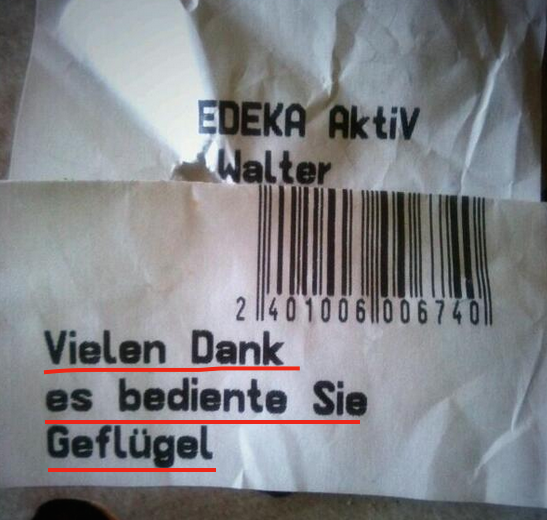 EDEKA AktiV
Walter
2 401006 006740
Vielen Dank
es bediente Sie
Geflügel